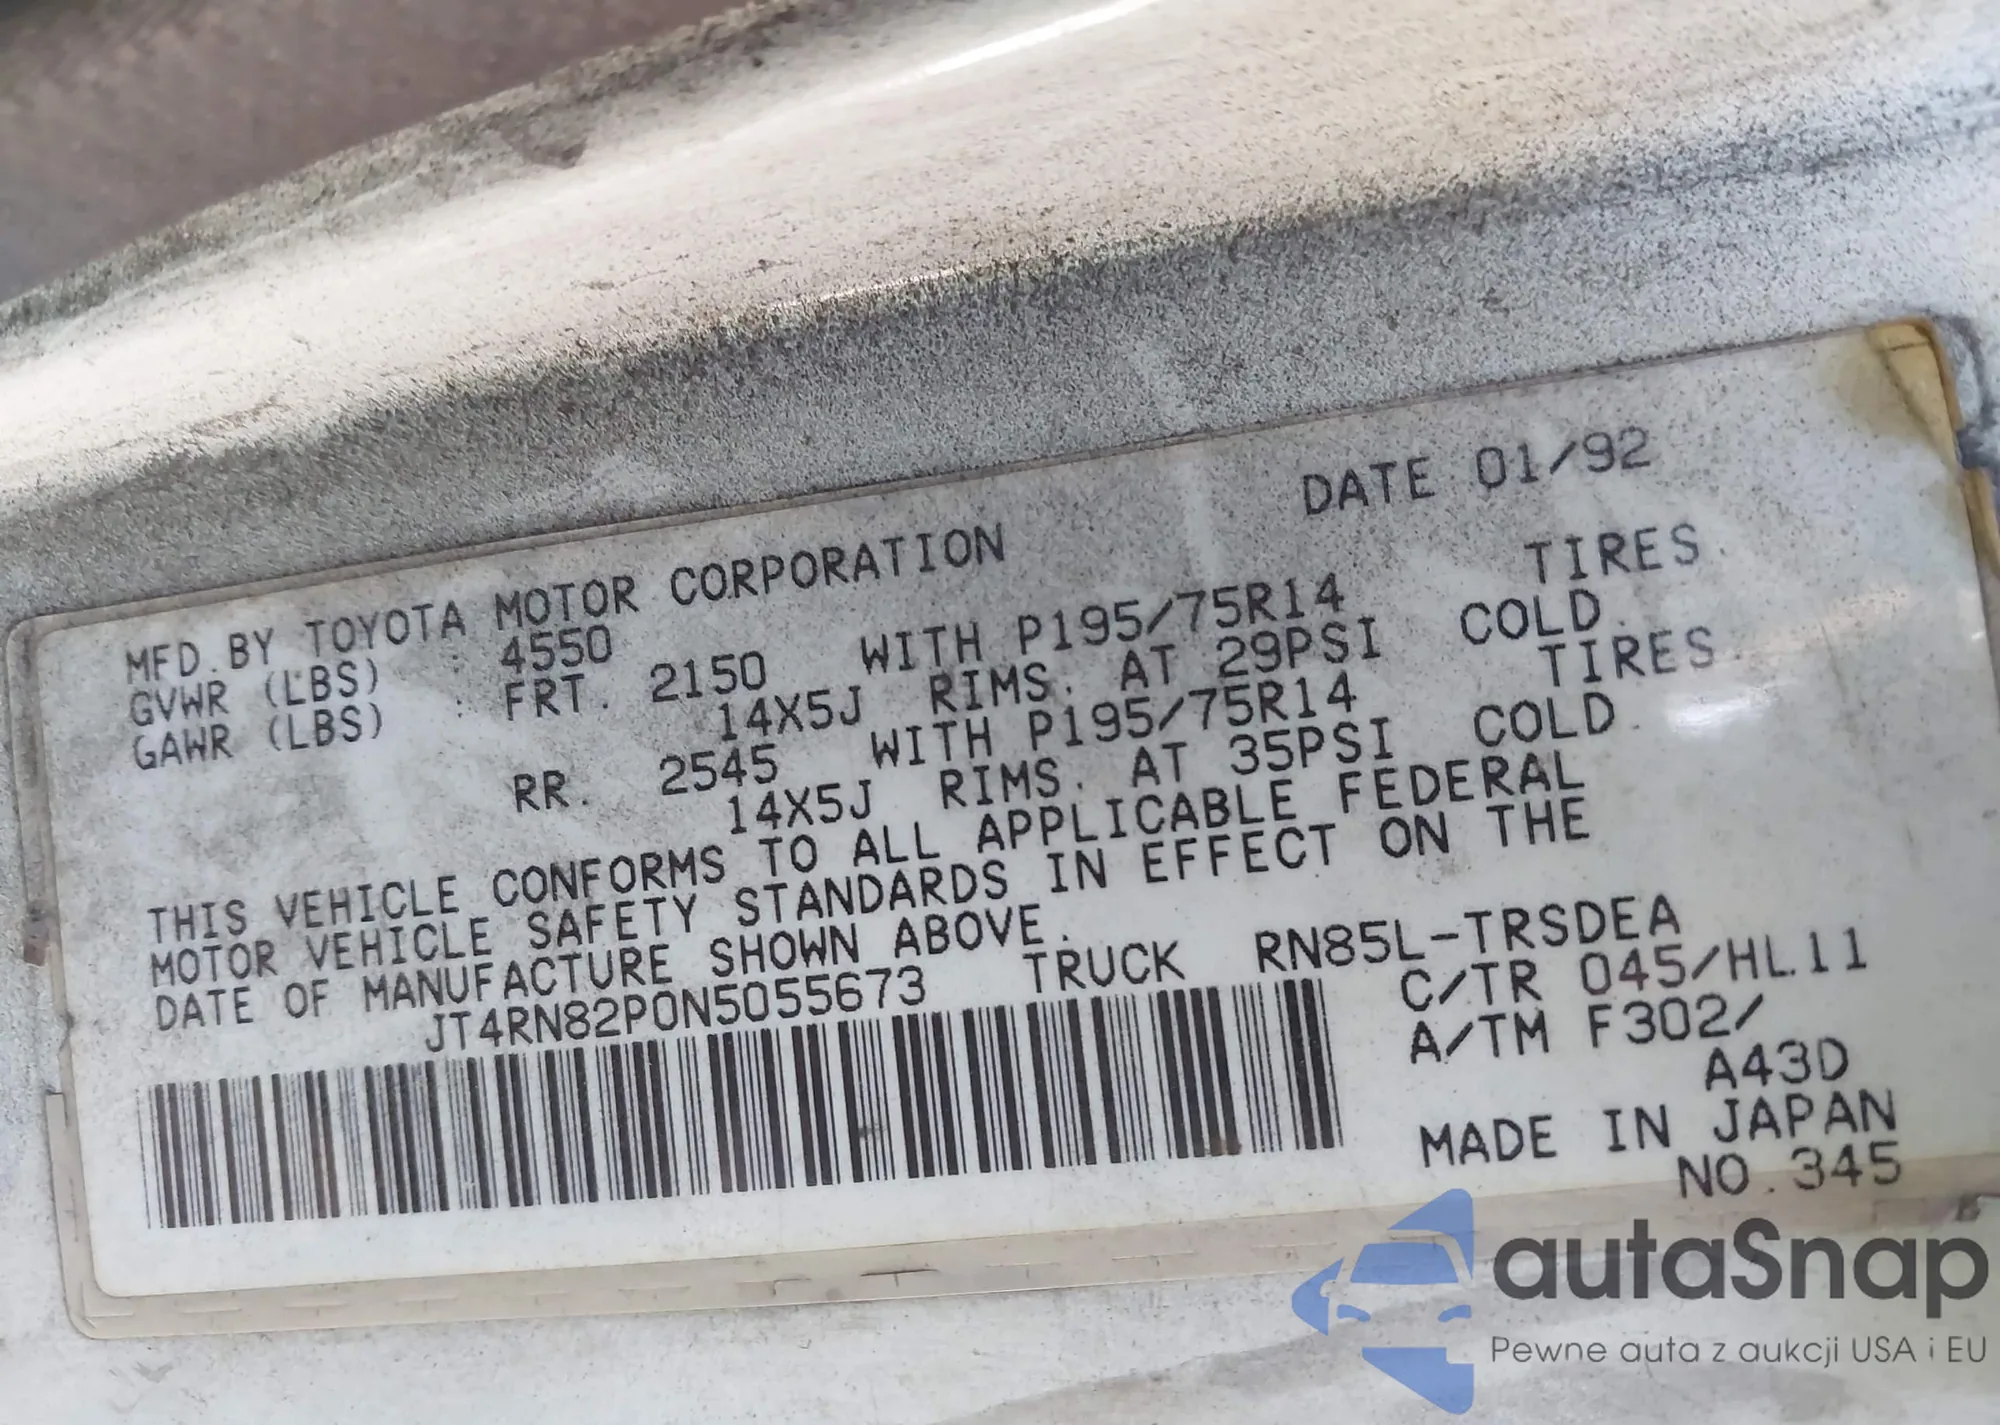 DATE 01/92
MFD.BY TOYOTA MOTOR CORPORATION
GVWR (LBS) : 4550
GAWR (LBS) : FRT. 2150 WITH P195/75R14 TIRES.
14X5J RIMS. AT 29PSI COLD.
RR. 2545 WITH P195/75R14 TIRES.
14X5J RIMS. AT 35PSI COLD.
THIS VEHICLE CONFORMS TO ALL APPLICABLE FEDERAL
MOTOR VEHICLE SAFETY STANDARDS IN EFFECT ON THE
DATE OF MANUFACTURE SHOWN ABOVE.
JT4RN82P0N5055673 TRUCK RN85L-TRSDEA
C/TR 045/HL11
A/TM F302/
A43D
MADE IN JAPAN
NO.345
autaSnap
Pewne auta z aukcji USA i EU